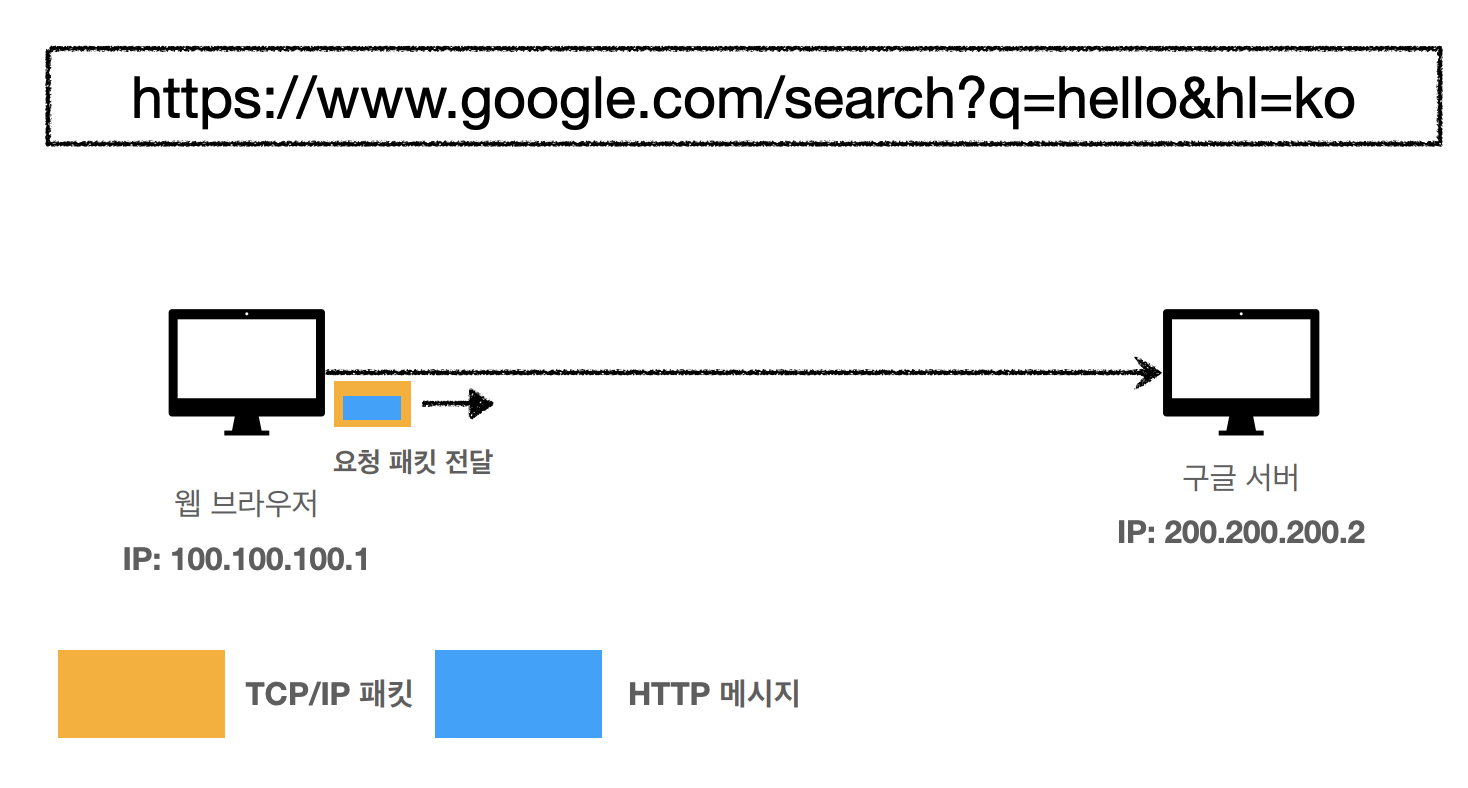 https://www.google.com/search?q=hello&hl=ko
요청 패킷 전달
웹 브라우저
IP: 100.100.100.1
구글 서버
IP: 200.200.200.2
TCP/IP 패킷
HTTP 메시지